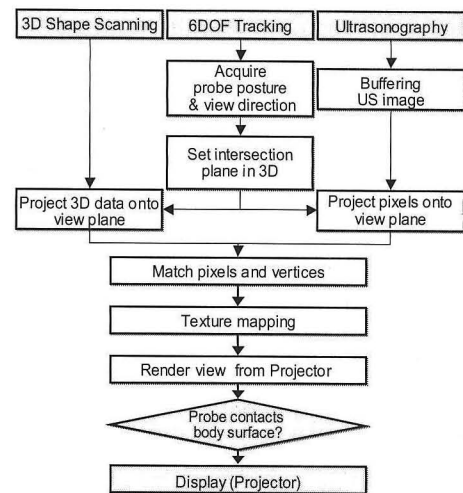 3D Shape Scanning
6DOF Tracking
Ultrasonography
Acquire
probe posture
& view direction
Buffering
US image
Set intersection
plane in 3D
Project 3D data onto
view plane
Project pixels onto
view plane
Match pixels and vertices
Texture mapping
Render view from Projector
Probe contacts
body surface?
Display (Projector)